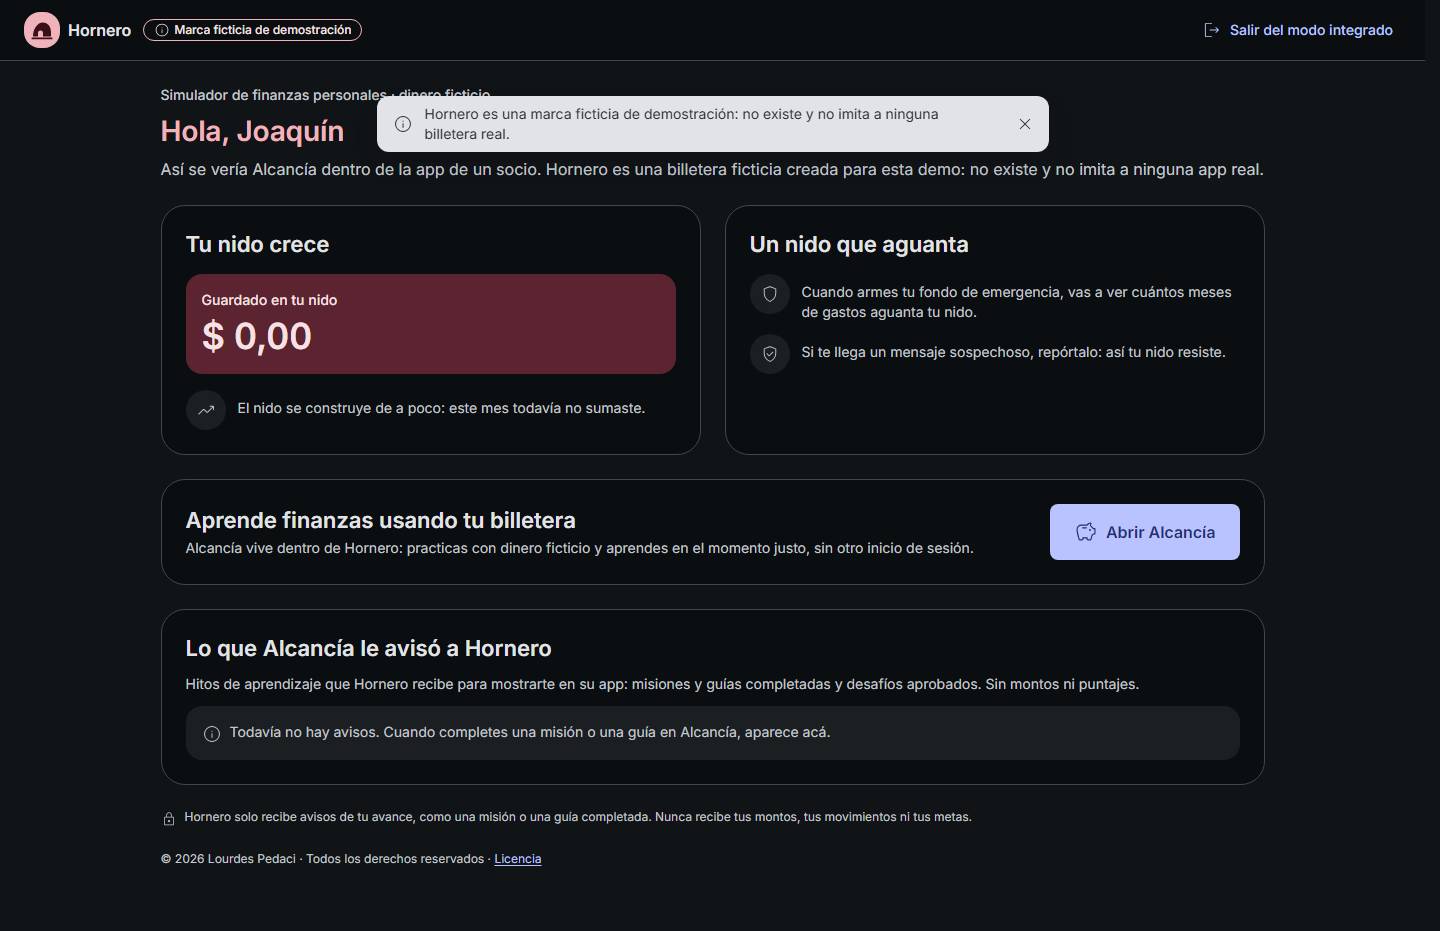 Hornero
Marca ficticia de demostración
Salir del modo integrado
Simulador de finanzas personales · dinero ficticio
Hornero es una marca ficticia de demostración: no existe y no imita a ninguna
billetera real.
Hola, Joaquín
Así se vería Alcancía dentro de la app de un socio. Hornero es una billetera ficticia creada para esta demo: no existe y no imita a ninguna app real.
Tu nido crece
Guardado en tu nido
$ 0,00
El nido se construye de a poco: este mes todavía no sumaste.
Un nido que aguanta
Cuando armes tu fondo de emergencia, vas a ver cuántos meses
de gastos aguanta tu nido.
Si te llega un mensaje sospechoso, repórtalo: así tu nido resiste.
Aprende finanzas usando tu billetera
Alcancía vive dentro de Hornero: practicas con dinero ficticio y aprendes en el momento justo, sin otro inicio de sesión.
Abrir Alcancía
Lo que Alcancía le avisó a Hornero
Hitos de aprendizaje que Hornero recibe para mostrarte en su app: misiones y guías completadas y desafíos aprobados. Sin montos ni puntajes.
Todavía no hay avisos. Cuando completes una misión o una guía en Alcancía, aparece acá.
Hornero solo recibe avisos de tu avance, como una misión o una guía completada. Nunca recibe tus montos, tus movimientos ni tus metas.
© 2026 Lourdes Pedaci · Todos los derechos reservados · Licencia